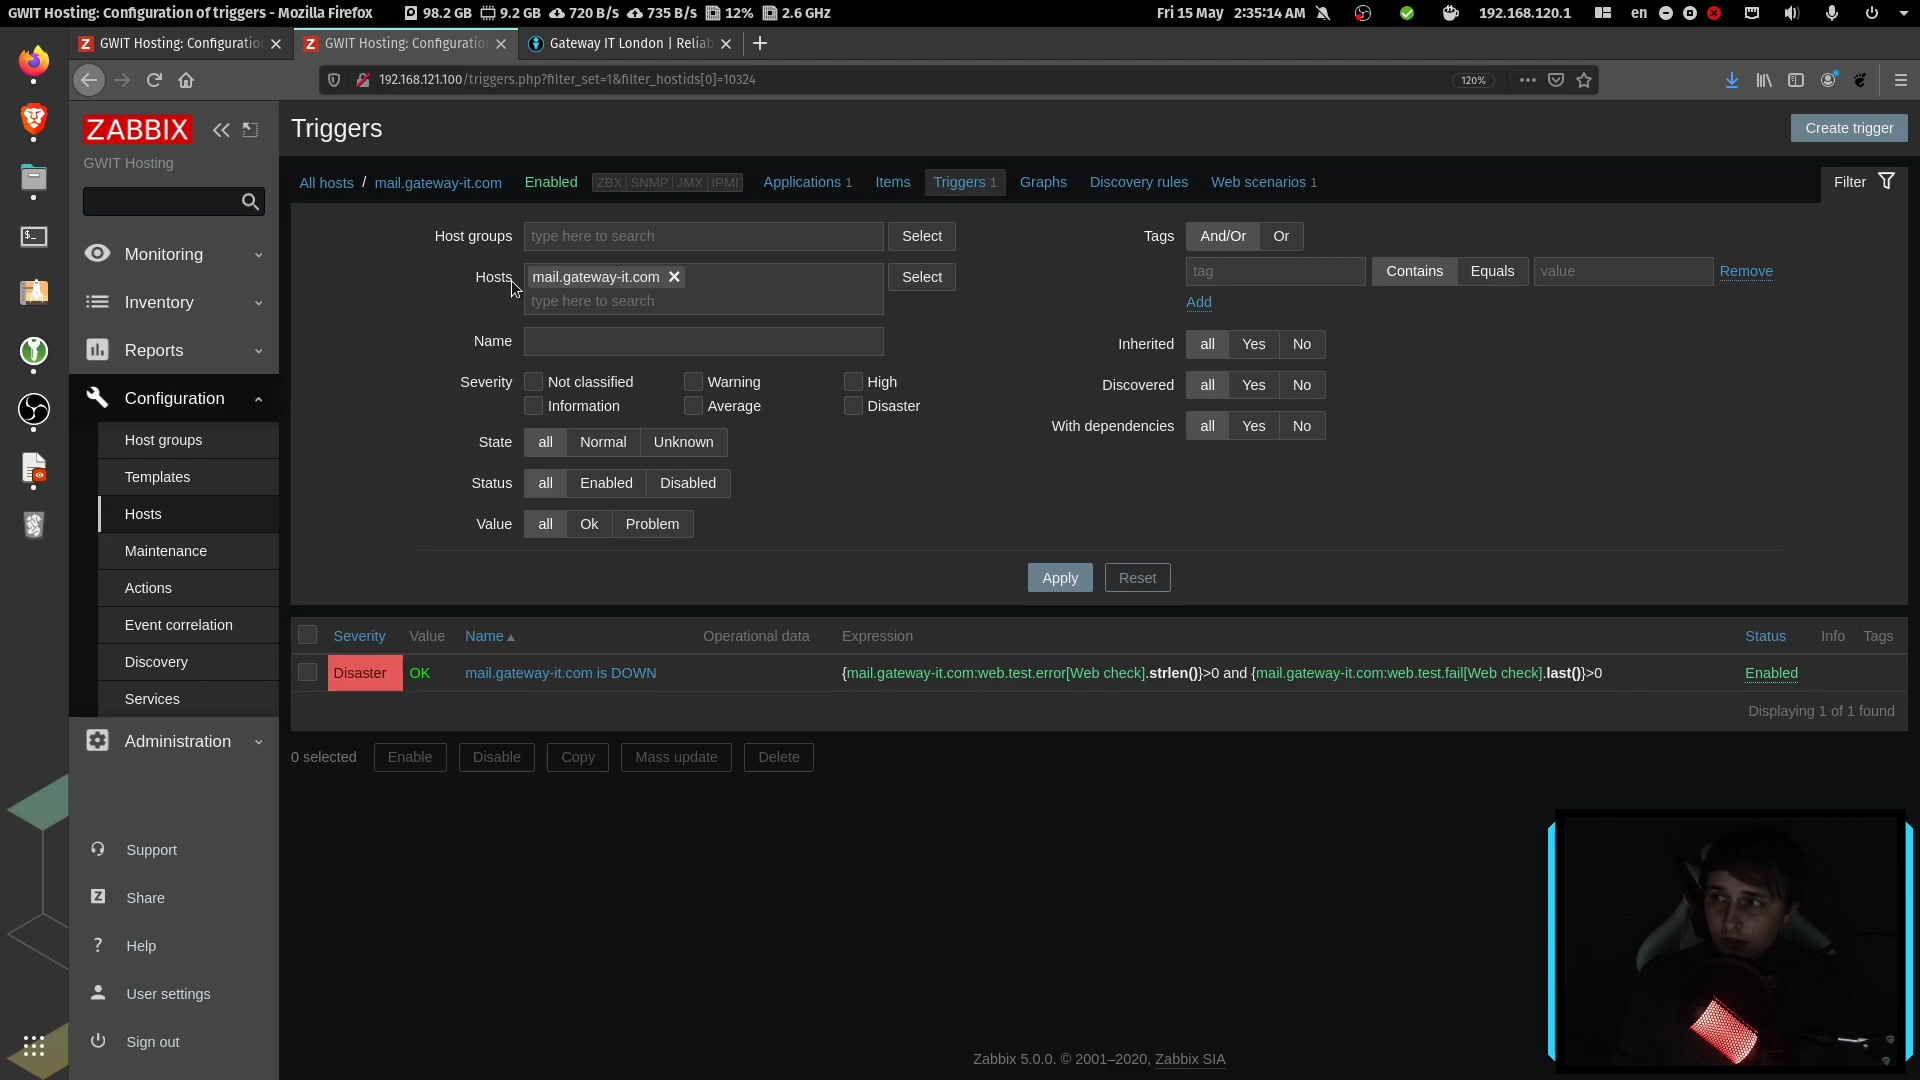 GWIT Hosting: Configuration of triggers - Mozilla Firefox 98.2 GB 9.2 GB 720 B/s 735 B/s 12% 2.6 GHz Fri 15 May 2:35:14 AM 192.168.120.1 en
GWIT Hosting: Configuratio GWIT Hosting: Configuratio Gateway IT London | Reliab
192.168.121.100/triggers.php?filter_set=1&filter_hostids[0]=10324 120%
ZABBIX
GWIT Hosting
Monitoring
Inventory
Reports
Configuration
Host groups
Templates
Hosts
Maintenance
Actions
Event correlation
Discovery
Services
Administration
Support
Share
Help
User settings
Sign out
Triggers Create trigger
All hosts / mail.gateway-it.com Enabled ZBX SNMP JMX IPMI Applications 1 Items Triggers 1 Graphs Discovery rules Web scenarios 1 Filter
Host groups type here to search Select
Hosts mail.gateway-it.com Select
type here to search
Name
Severity Not classified Warning High
Information Average Disaster
State all Normal Unknown
Status all Enabled Disabled
Value all Ok Problem
Tags And/Or Or
tag Contains Equals value Remove
Add
Inherited all Yes No
Discovered all Yes No
With dependencies all Yes No
Apply Reset
Severity Value Name Operational data Expression Status Info Tags
Disaster OK mail.gateway-it.com is DOWN {mail.gateway-it.com:web.test.error[Web check].strlen()}>0 and {mail.gateway-it.com:web.test.fail[Web check].last()}>0 Enabled
Displaying 1 of 1 found
0 selected Enable Disable Copy Mass update Delete
Zabbix 5.0.0. © 2001–2020, Zabbix SIA